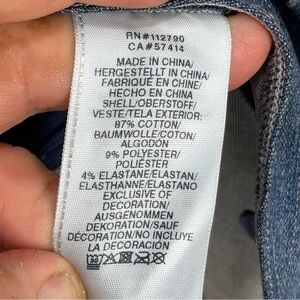 RN#112790
CA#57414
MADE IN CHINA/
HERGESTELLT IN CHINA/
FABRIQUE EN CHINE/
HECHO EN CHINA
SHELL/OBERSTOFF/
VESTE/TELA EXTERIOR:
87% COTTON/
BAUMWOLLE/COTON/
ALGODÓN
9% POLYESTER/
POLIÉSTER
4% ELASTANE/ELASTAN/
ELASTHANNE/ELASTANO
EXCLUSIVE OF
DECORATION/
AUSGENOMMEN
DEKORATION/SAUF
DÉCORATION/NO INCLUYE
LA DECORACIÓN